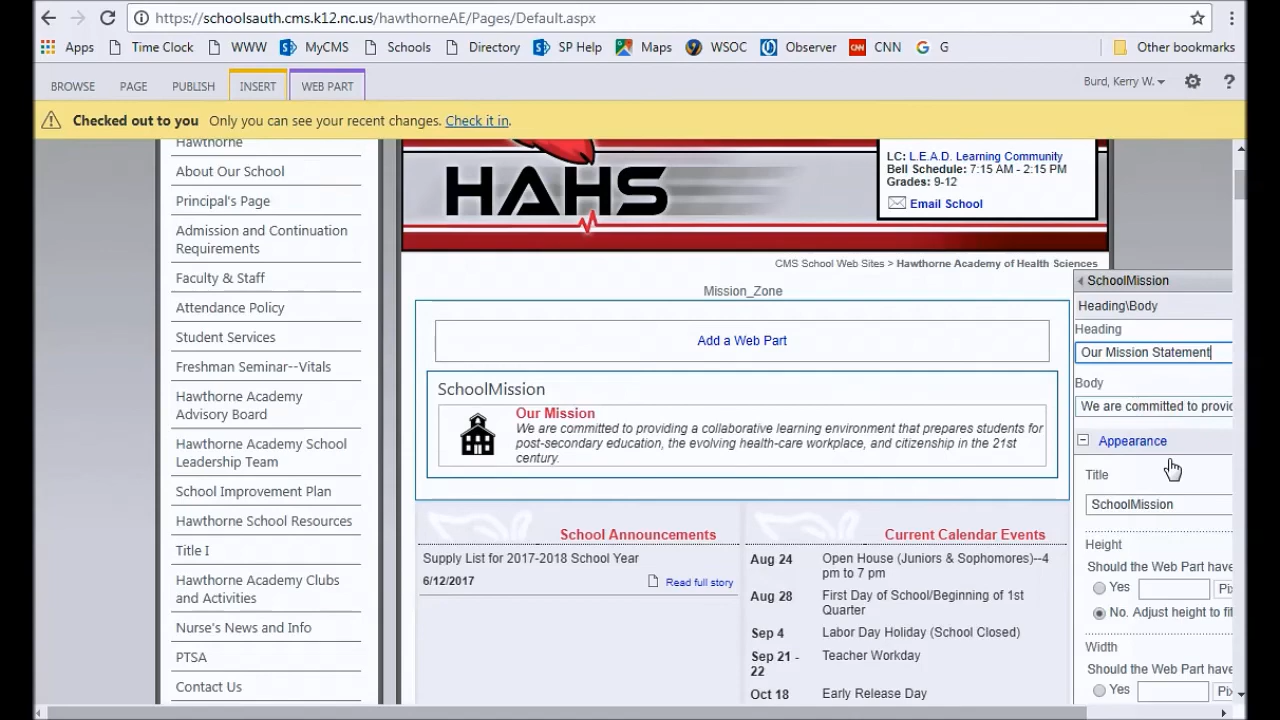 https://schoolsauth.cms.k12.nc.us/hawthorneAE/Pages/Default.aspx
Apps Time Clock WWW MyCMS Schools Directory SP Help Maps WSOC Observer CNN G Other bookmarks
BROWSE PAGE PUBLISH INSERT WEB PART Burd, Kerry W. ?
Checked out to you Only you can see your recent changes. Check it in.
Hawthorne
About Our School
Principal's Page
Admission and Continuation
Requirements
Faculty & Staff
Attendance Policy
Student Services
Freshman Seminar--Vitals
Hawthorne Academy
Advisory Board
Hawthorne Academy School
Leadership Team
School Improvement Plan
Hawthorne School Resources
Title I
Hawthorne Academy Clubs
and Activities
Nurse's News and Info
PTSA
Contact Us
HAHS
LC: L.E.A.D. Learning Community
Bell Schedule: 7:15 AM - 2:15 PM
Grades: 9-12
Email School
CMS School Web Sites > Hawthorne Academy of Health Sciences
Mission_Zone
Add a Web Part
SchoolMission
Our Mission
We are committed to providing a collaborative learning environment that prepares students for
post-secondary education, the evolving health-care workplace, and citizenship in the 21st
century.
School Announcements
Supply List for 2017-2018 School Year
6/12/2017 Read full story
Current Calendar Events
Aug 24 Open House (Juniors & Sophomores)--4
pm to 7 pm
Aug 28 First Day of School/Beginning of 1st
Quarter
Sep 4 Labor Day Holiday (School Closed)
Sep 21 - Teacher Workday
22
Oct 18 Early Release Day
SchoolMission
Heading\Body
Heading
Our Mission Statement
Body
We are committed to provid
Appearance
Title
SchoolMission
Height
Should the Web Part have
Yes Pix
No. Adjust height to fit
Width
Should the Web Part have
Yes Pix